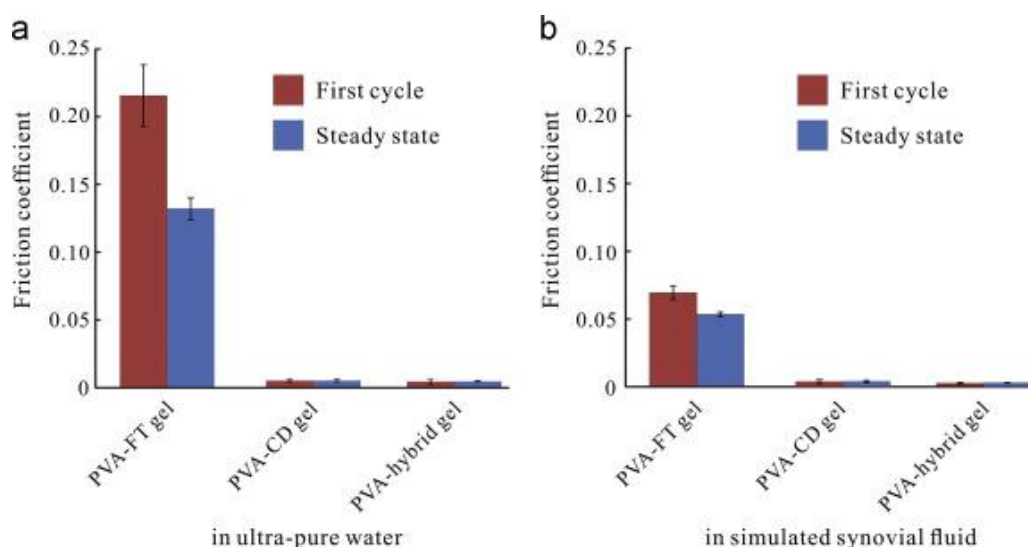 a
0.25
0.20
0.15
0.10
0.05
0
Friction coefficient
First cycle
Steady state
PVA-FT gel
PVA-CD gel
PVA-hybrid gel
in ultra-pure water
b
0.25
0.20
0.15
0.10
0.05
0
Friction coefficient
First cycle
Steady state
PVA-FT gel
PVA-CD gel
PVA-hybrid gel
in simulated synovial fluid